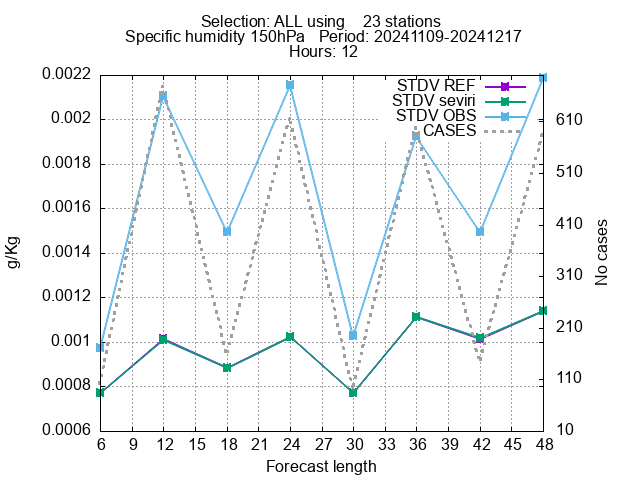 Selection: ALL using    23 stations
Specific humidity 150hPa   Period: 20241109-20241217
Hours: 12
STDV REF
STDV seviri
STDV OBS
CASES
0.0022
0.002
0.0018
0.0016
0.0014
0.0012
0.001
0.0008
0.0006
g/Kg
610
510
410
310
210
110
10
No cases
6 9 12 15 18 21 24 27 30 33 36 39 42 45 48
Forecast length